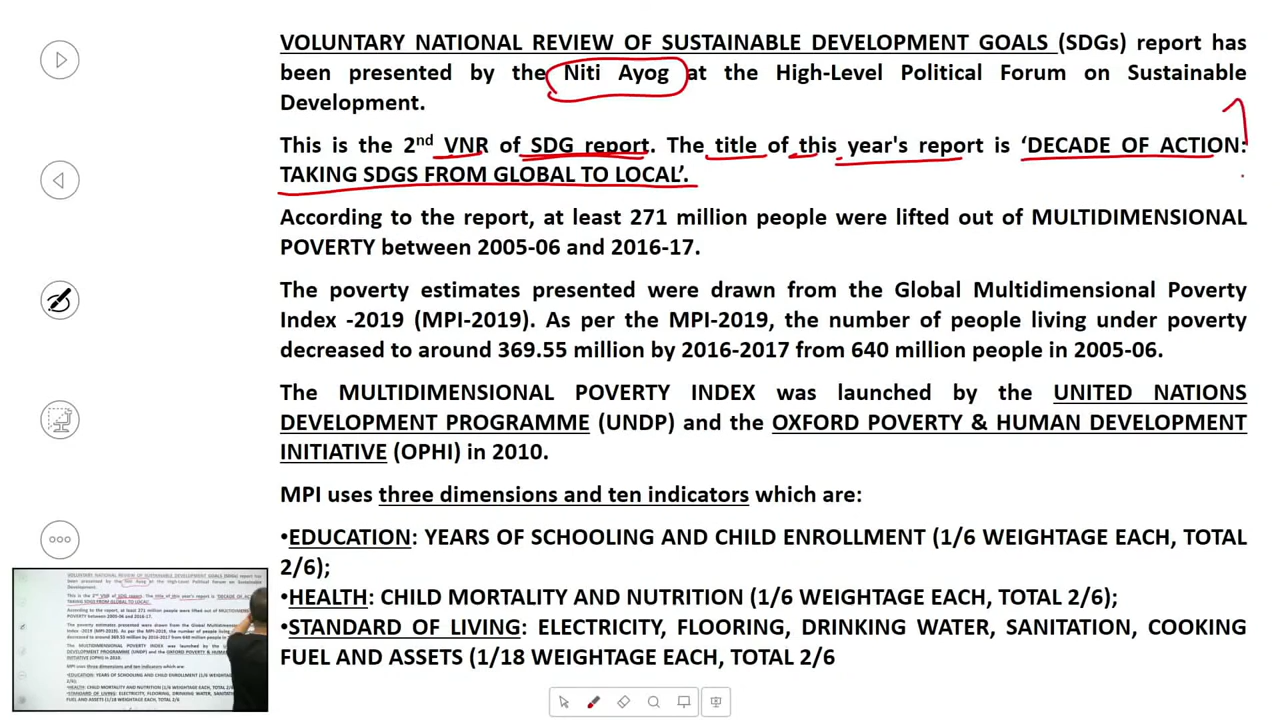 VOLUNTARY NATIONAL REVIEW OF SUSTAINABLE DEVELOPMENT GOALS (SDGs) report has
been presented by the Niti Ayog at the High-Level Political Forum on Sustainable
Development.
This is the 2nd VNR of SDG report. The title of this year's report is ‘DECADE OF ACTION:
TAKING SDGS FROM GLOBAL TO LOCAL’.
According to the report, at least 271 million people were lifted out of MULTIDIMENSIONAL
POVERTY between 2005-06 and 2016-17.
The poverty estimates presented were drawn from the Global Multidimensional Poverty
Index -2019 (MPI-2019). As per the MPI-2019, the number of people living under poverty
decreased to around 369.55 million by 2016-2017 from 640 million people in 2005-06.
The MULTIDIMENSIONAL POVERTY INDEX was launched by the UNITED NATIONS
DEVELOPMENT PROGRAMME (UNDP) and the OXFORD POVERTY & HUMAN DEVELOPMENT
INITIATIVE (OPHI) in 2010.
MPI uses three dimensions and ten indicators which are:
•EDUCATION: YEARS OF SCHOOLING AND CHILD ENROLLMENT (1/6 WEIGHTAGE EACH, TOTAL
2/6);
•HEALTH: CHILD MORTALITY AND NUTRITION (1/6 WEIGHTAGE EACH, TOTAL 2/6);
•STANDARD OF LIVING: ELECTRICITY, FLOORING, DRINKING WATER, SANITATION, COOKING
FUEL AND ASSETS (1/18 WEIGHTAGE EACH, TOTAL 2/6